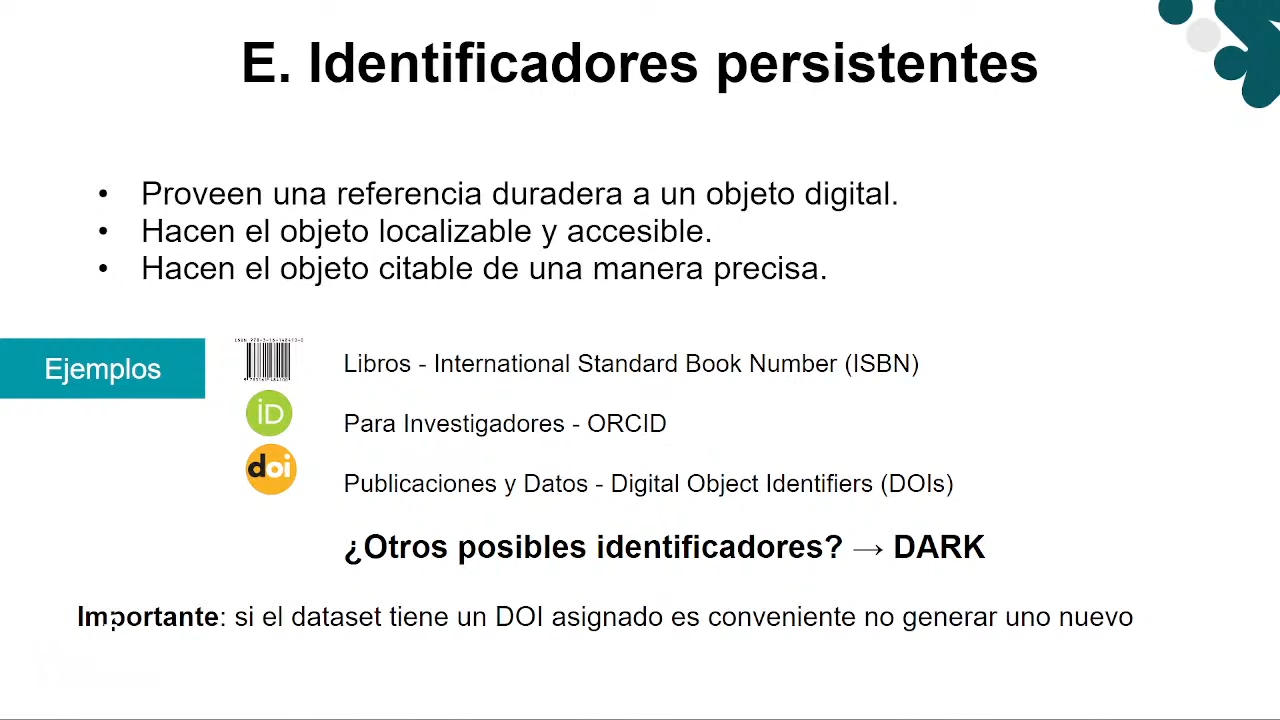 E. Identificadores persistentes
• Proveen una referencia duradera a un objeto digital.
• Hacen el objeto localizable y accesible.
• Hacen el objeto citable de una manera precisa.
Ejemplos
Libros - International Standard Book Number (ISBN)
iD
Para Investigadores - ORCID
doi
Publicaciones y Datos - Digital Object Identifiers (DOIs)
¿Otros posibles identificadores? → DARK
Importante: si el dataset tiene un DOI asignado es conveniente no generar uno nuevo